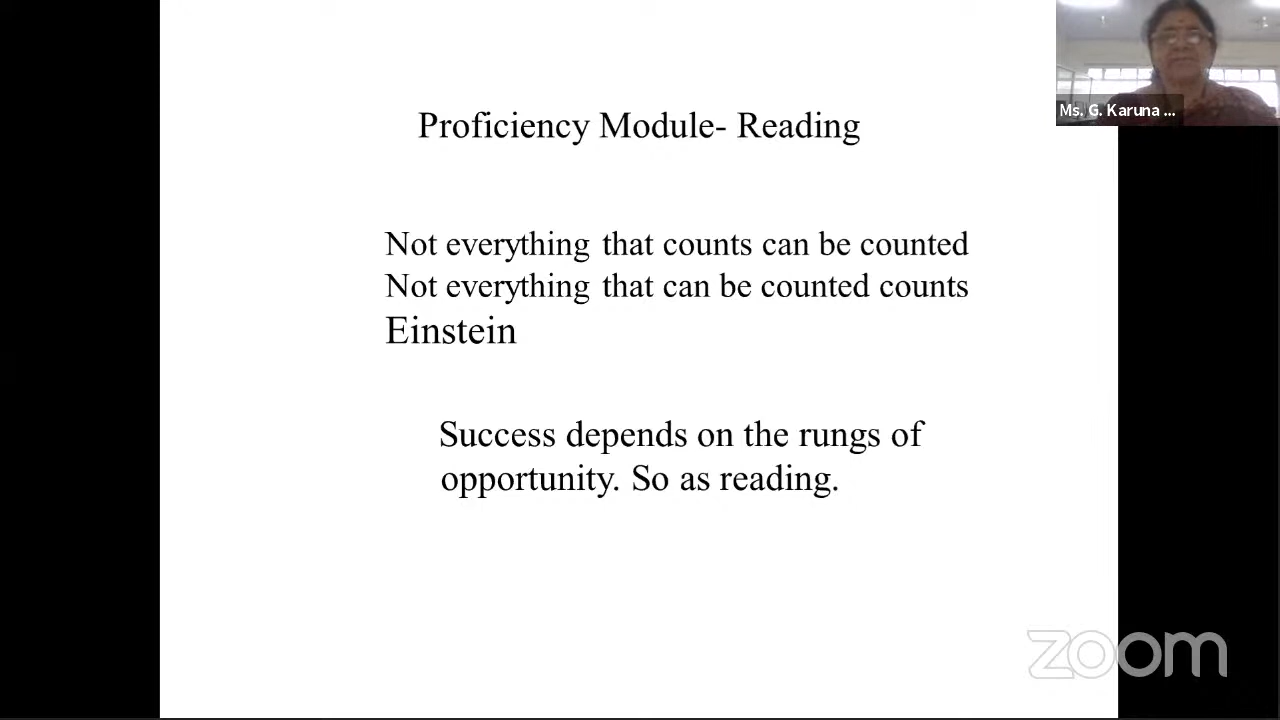 Proficiency Module- Reading
Ms. G. Karuna ...
Not everything that counts can be counted
Not everything that can be counted counts
Einstein
Success depends on the rungs of
opportunity. So as reading.
zoom